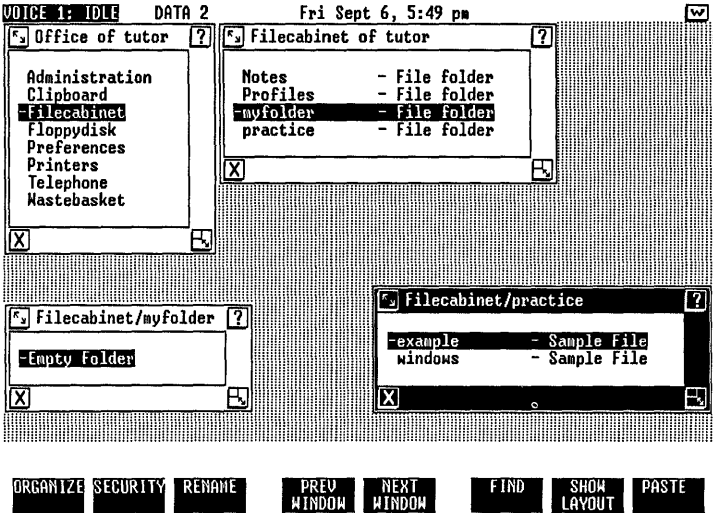 VOICE 1: IDLE DATA 2 Fri Sept 6, 5:49 pm W
Office of tutor ?
Administration
Clipboard
-Filecabinet
Floppydisk
Preferences
Printers
Telephone
Wastebasket
X
Filecabinet of tutor ?
Notes - File folder
Profiles - File folder
-myfolder - File folder
practice - File folder
X
Filecabinet/myfolder ?
-Empty Folder
X
Filecabinet/practice ?
-example - Sample File
windows - Sample File
X
ORGANIZE SECURITY RENAME PREV WINDOW NEXT WINDOW FIND SHOW LAYOUT PASTE